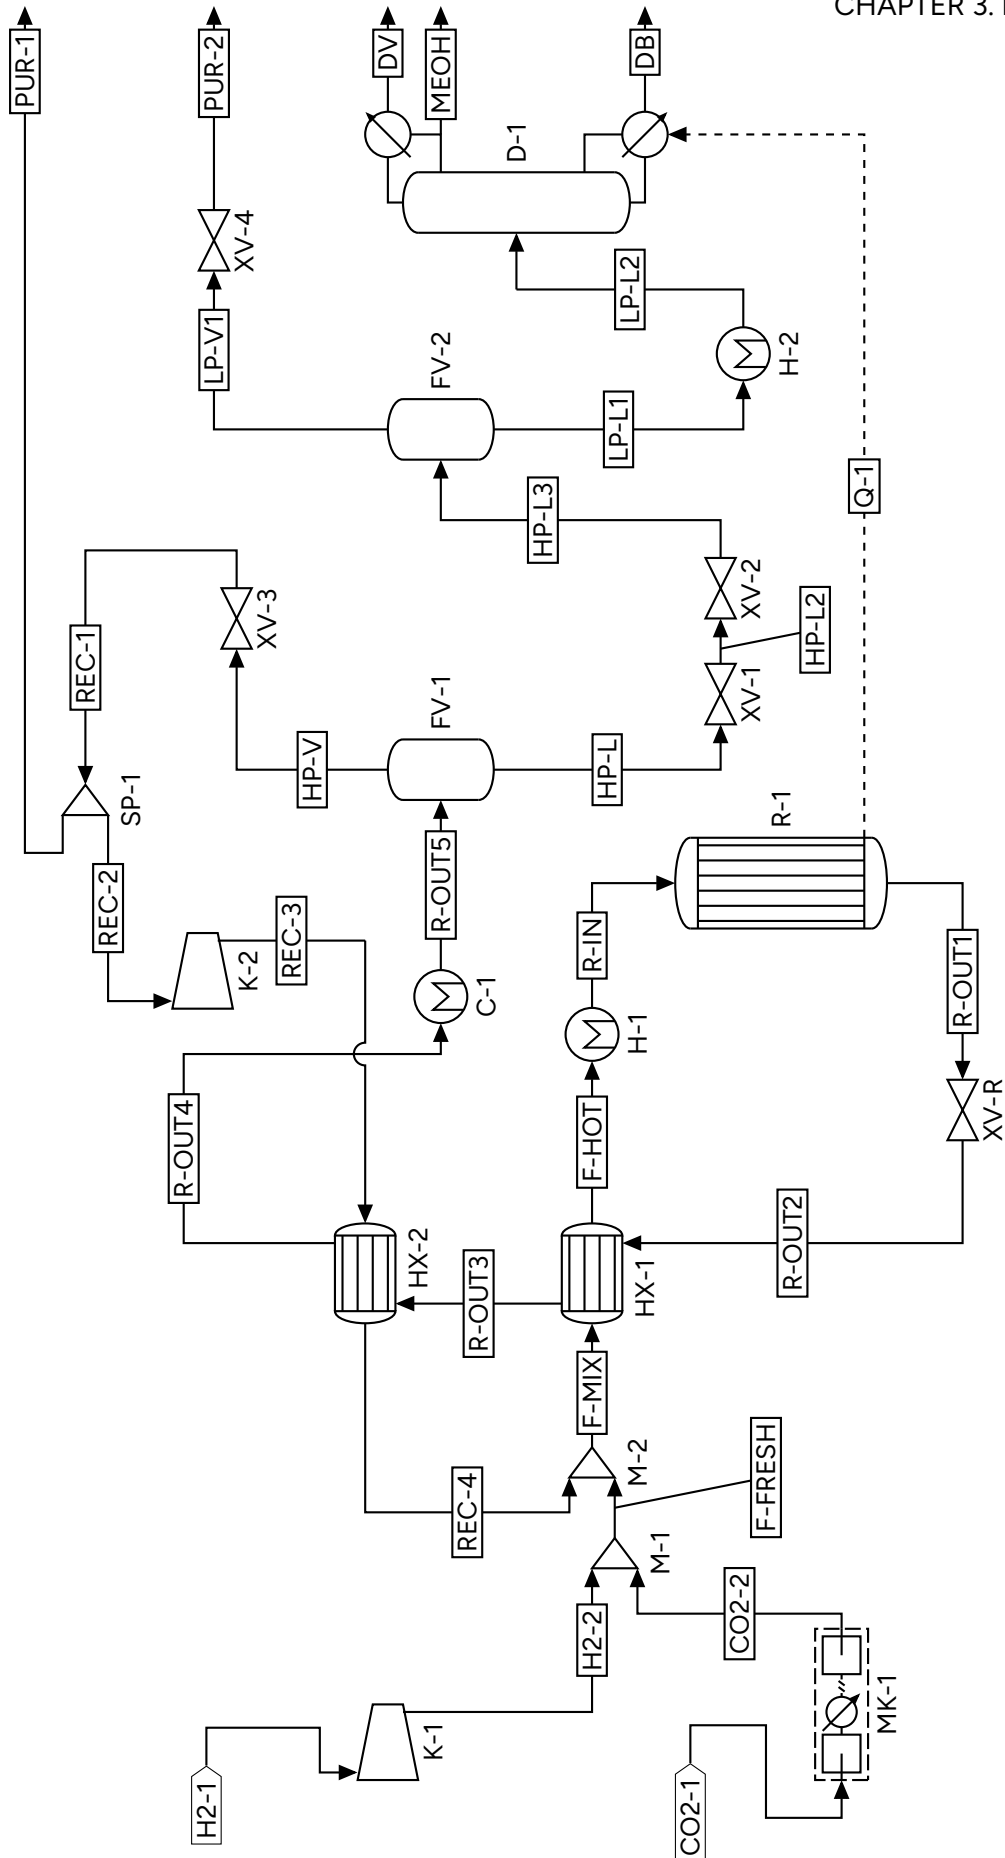 CHAPTER 3.
PUR-1
PUR-2
DV
MEOH
DB
D-1
XV-4
LP-V1
LP-L2
FV-2
H-2
LP-L1
HP-L3
Q-1
REC-1
XV-3
XV-2
HP-L2
FV-1
XV-1
HP-V
HP-L
SP-1
R-1
REC-2
R-OUT5
REC-3
R-IN
K-2
C-1
H-1
R-OUT1
R-OUT4
F-HOT
XV-R
HX-2
R-OUT3
HX-1
R-OUT2
F-MIX
M-2
REC-4
F-FRESH
M-1
H2-2
CO2-2
K-1
MK-1
H2-1
CO2-1